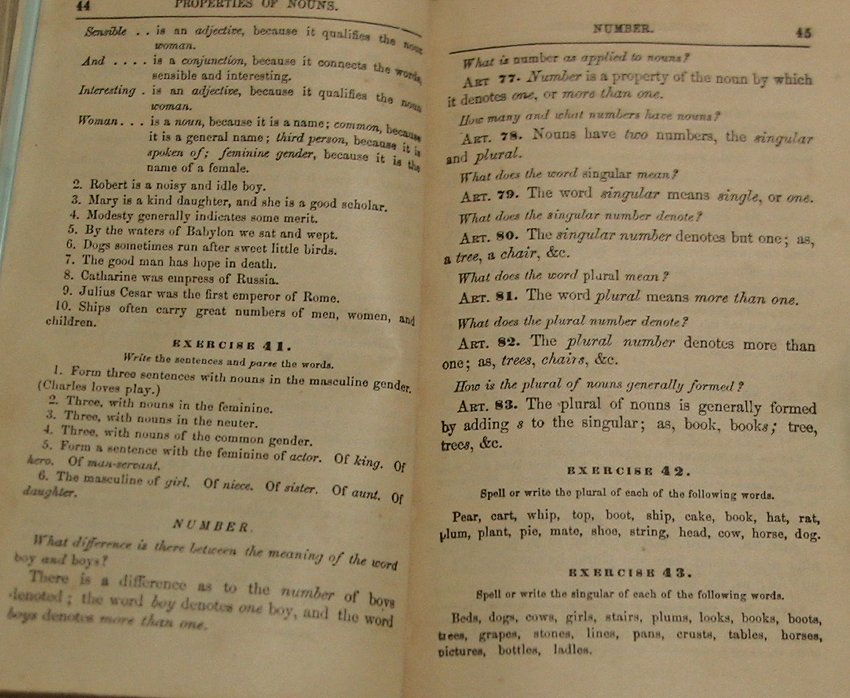 44 PROPERTIES OF NOUNS.
Sensible . . is an adjective, because it qualifies the noun
woman.
And . . . . is a conjunction, because it connects the words,
sensible and interesting.
Interesting . is an adjective, because it qualifies the noun
woman.
Woman. . . is a noun, because it is a name; common, because
it is a general name; third person, because it is
spoken of; feminine gender, because it is the
name of a female.
2. Robert is a noisy and idle boy.
3. Mary is a kind daughter, and she is a good scholar.
4. Modesty generally indicates some merit.
5. By the waters of Babylon we sat and wept.
6. Dogs sometimes run after sweet little birds.
7. The good man has hope in death.
8. Catharine was empress of Russia.
9. Julius Cesar was the first emperor of Rome.
10. Ships often carry great numbers of men, women, and
children.
EXERCISE 41.
Write the sentences and parse the words.
1. Form three sentences with nouns in the masculine gender.
(Charles loves play.)
2. Three, with nouns in the feminine.
3. Three, with nouns in the neuter.
4. Three, with nouns of the common gender.
5. Form a sentence with the feminine of actor. Of king. Of
hero. Of man-servant.
6. The masculine of girl. Of niece. Of sister. Of aunt. Of
daughter.
NUMBER.
What difference is there between the meaning of the word
boy and boys?
There is a difference as to the number of boys
denoted; the word boy denotes one boy, and the word
boys denotes more than one.
NUMBER. 45
What is number as applied to nouns?
ART 77. Number is a property of the noun by which
it denotes one, or more than one.
How many and what numbers have nouns?
ART. 78. Nouns have two numbers, the singular
and plural.
What does the word singular mean?
ART. 79. The word singular means single, or one.
What does the singular number denote?
ART. 80. The singular number denotes but one; as,
a tree, a chair, &c.
What does the word plural mean?
ART. 81. The word plural means more than one.
What does the plural number denote?
ART. 82. The plural number denotes more than
one; as, trees, chairs, &c.
How is the plural of nouns generally formed?
ART. 83. The plural of nouns is generally formed
by adding s to the singular; as, book, books; tree,
trees, &c.
EXERCISE 42.
Spell or write the plural of each of the following words.
Pear, cart, whip, top, boot, ship, cake, book, hat, rat,
plum, plant, pie, mate, shoe, string, head, cow, horse, dog.
EXERCISE 43.
Spell or write the singular of each of the following words.
Beds, dogs, cows, girls, stairs, plums, looks, books, boots,
trees, grapes, stones, lines, pans, crusts, tables, horses,
pictures, bottles, ladles.